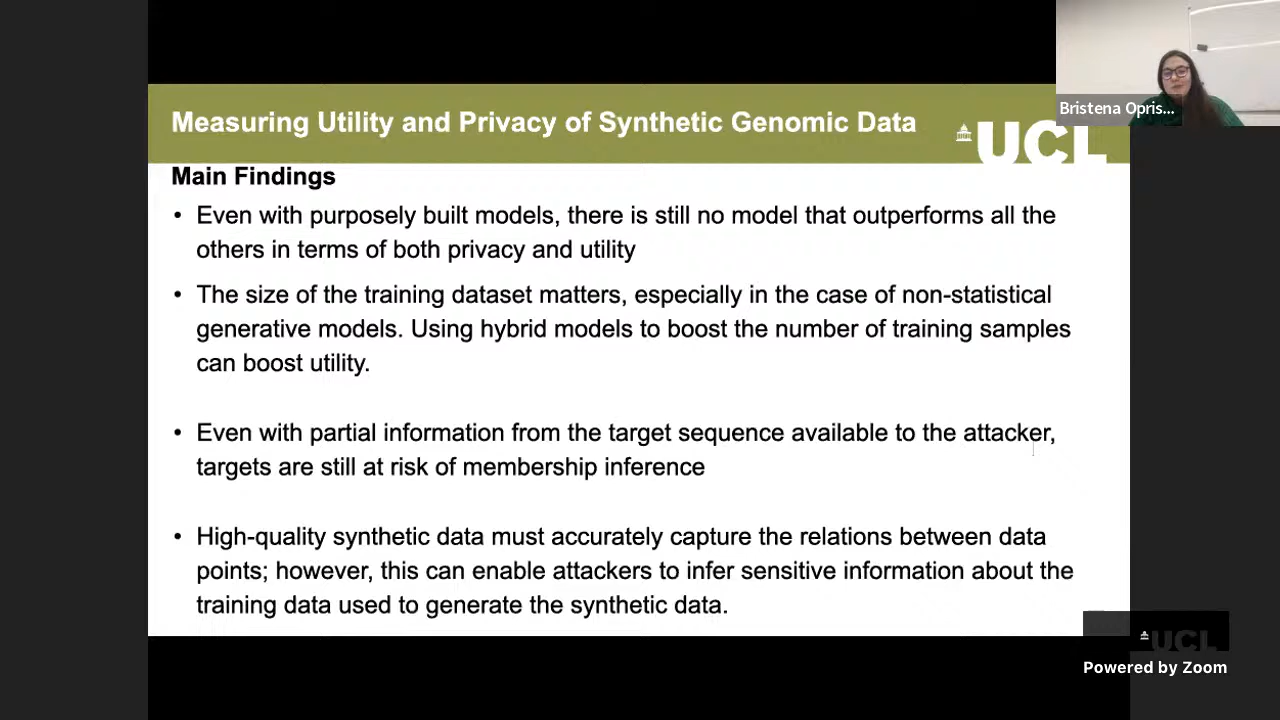 Measuring Utility and Privacy of Synthetic Genomic Data
UCL
Bristena Opris...
Main Findings
• Even with purposely built models, there is still no model that outperforms all the
others in terms of both privacy and utility
• The size of the training dataset matters, especially in the case of non-statistical
generative models. Using hybrid models to boost the number of training samples
can boost utility.
• Even with partial information from the target sequence available to the attacker,
targets are still at risk of membership inference
• High-quality synthetic data must accurately capture the relations between data
points; however, this can enable attackers to infer sensitive information about the
training data used to generate the synthetic data.
UCL
Powered by Zoom